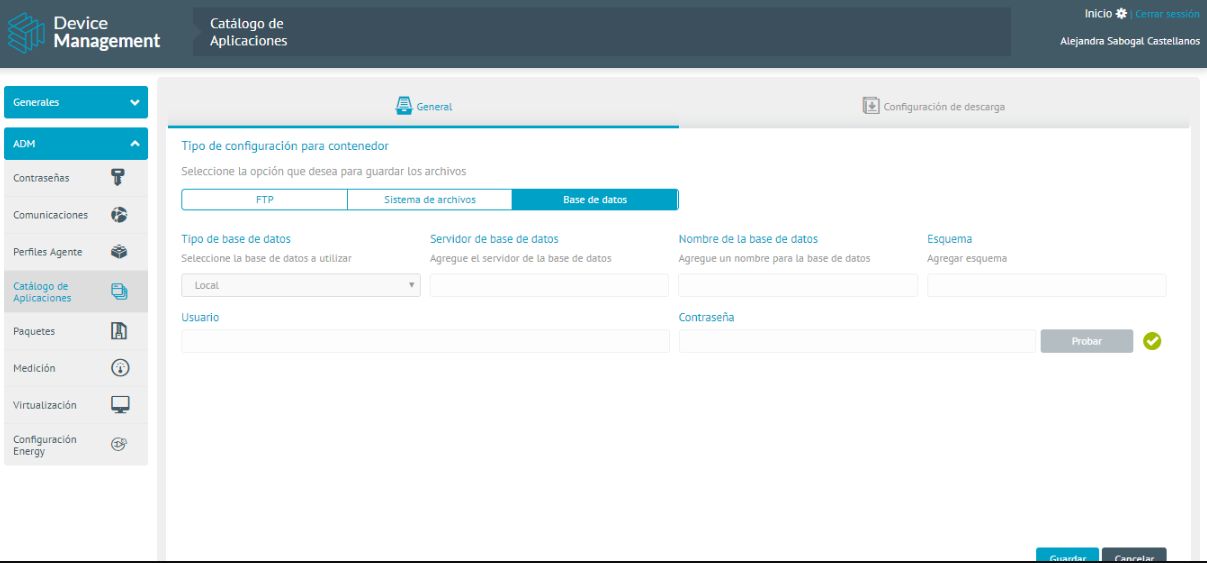 Device
Management
Catálogo de
Aplicaciones
Inicio | Cerrar sessión
Alejandra Sabogal Castellanos
Generales
ADM
Contraseñas
Comunicaciones
Perfiles Agente
Catálogo de
Aplicaciones
Paquetes
Medición
Virtualización
Configuración
Energy
General
Configuración de descarga
Tipo de configuración para contenedor
Seleccione la opción que desea para guardar los archivos
FTP
Sistema de archivos
Base de datos
Tipo de base de datos
Seleccione la base de datos a utilizar
Local
Servidor de base de datos
Agregue el servidor de la base de datos
Nombre de la base de datos
Agregue un nombre para la base de datos
Esquema
Agregar esquema
Usuario
Contraseña
Probar
Guardar
Cancelar